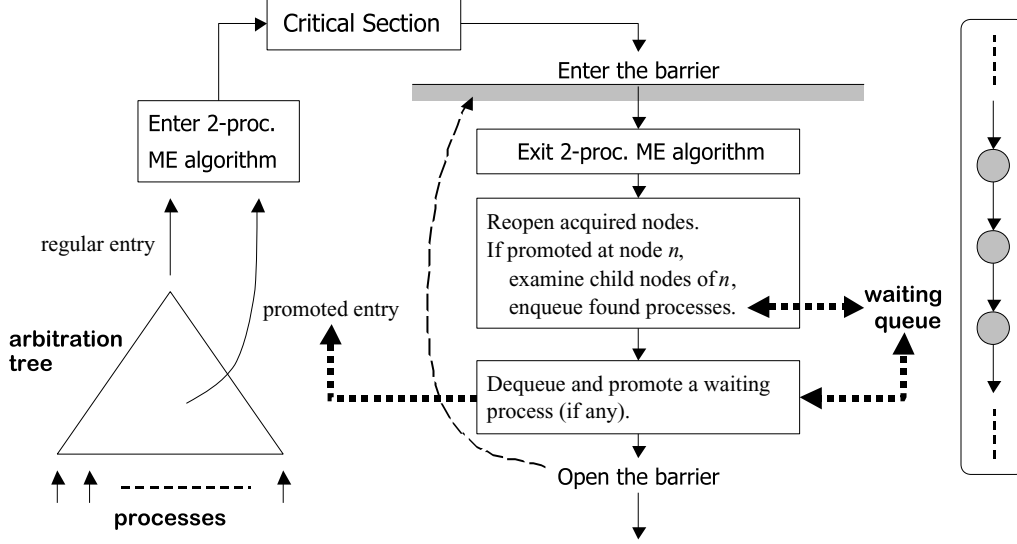 Critical Section
Enter the barrier
Enter 2-proc.
ME algorithm
Exit 2-proc. ME algorithm
regular entry
Reopen acquired nodes.
If promoted at node n,
examine child nodes of n,
enqueue found processes.
promoted entry
waiting
queue
arbitration
tree
Dequeue and promote a waiting
process (if any).
Open the barrier
processes